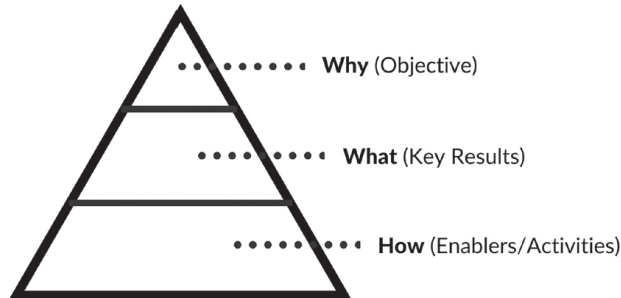 Why (Objective)
What (Key Results)
How (Enablers/Activities)